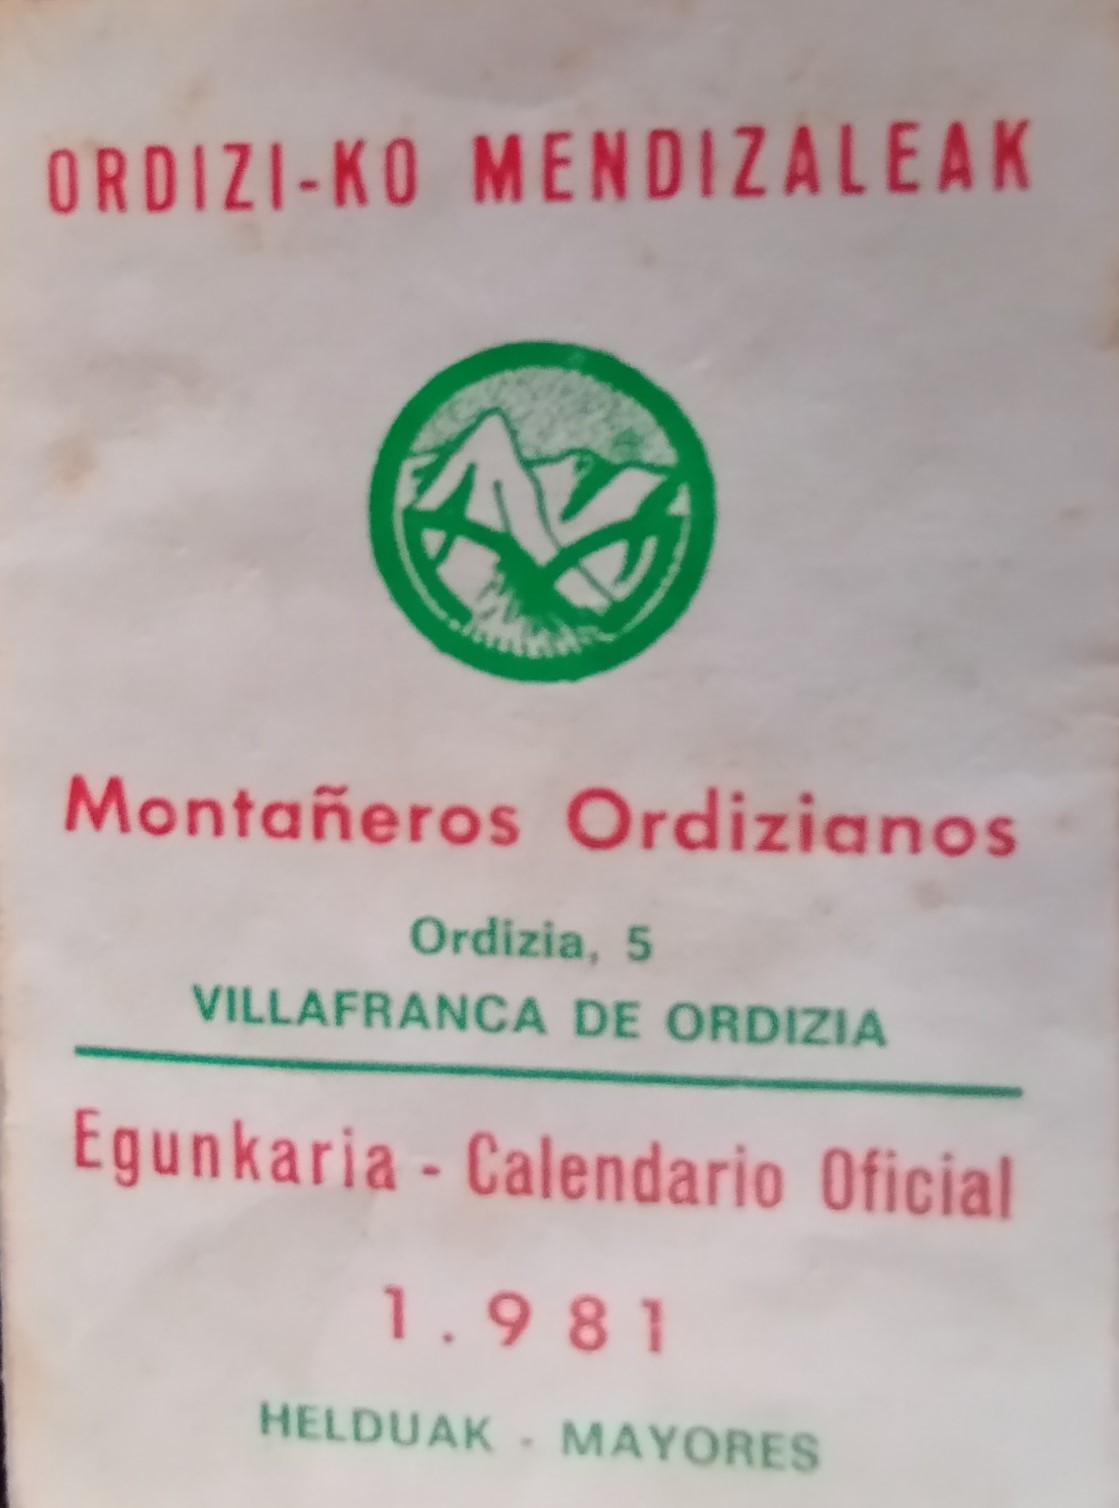 ORDIZI-KO MENDIZALEAK
Montañeros Ordizianos
Ordizia, 5
VILLAFRANCA DE ORDIZIA
Egunkaria - Calendario Oficial
1.981
HELDUAK - MAYORES